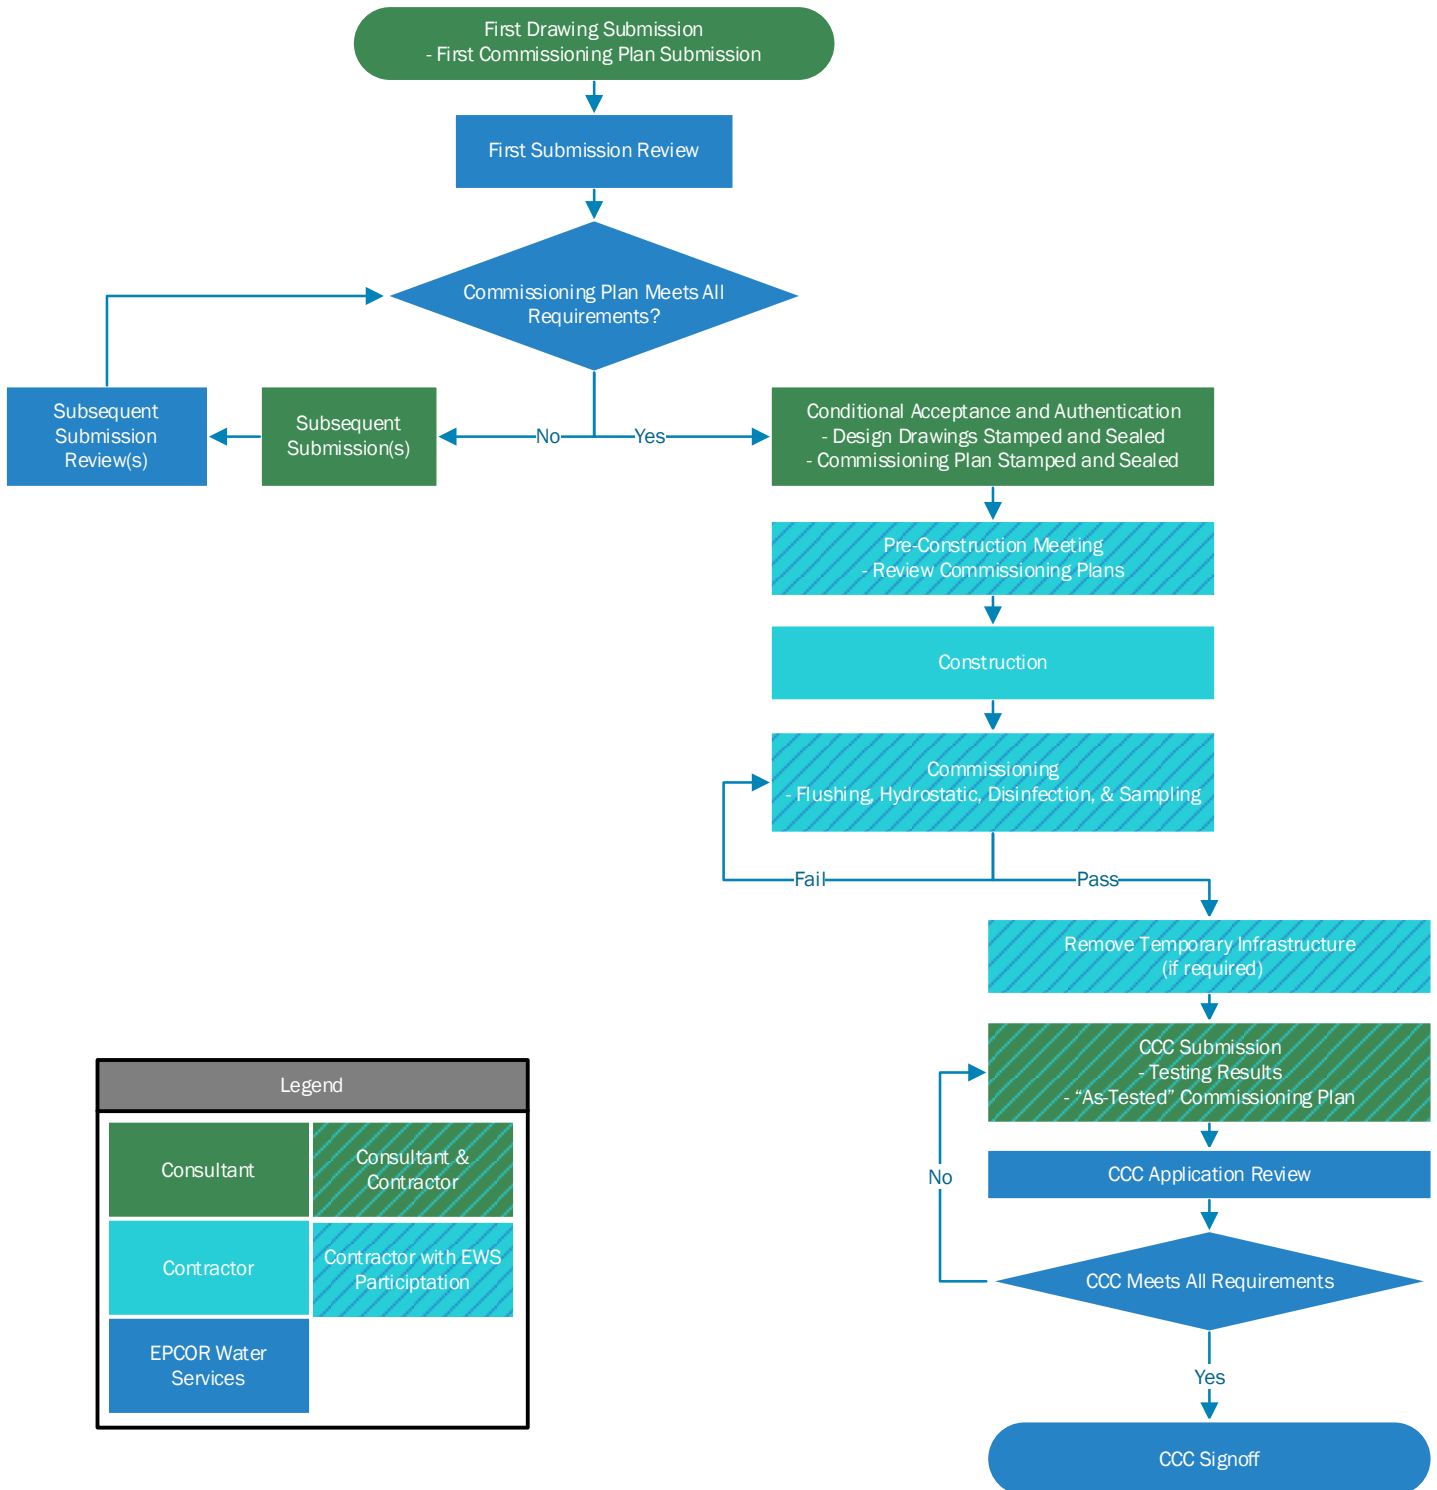 First Drawing Submission
- First Commissioning Plan Submission
First Submission Review
Commissioning Plan Meets All
Requirements?
Subsequent
Submission
Review(s)
Subsequent
Submission(s)
No
Yes
Conditional Acceptance and Authentication
- Design Drawings Stamped and Sealed
- Commissioning Plan Stamped and Sealed
Pre-Construction Meeting
- Review Commissioning Plans
Construction
Commissioning
- Flushing, Hydrostatic, Disinfection, & Sampling
Fail
Pass
Remove Temporary Infrastructure
(if required)
CCC Submission
- Testing Results
- “As-Tested” Commissioning Plan
CCC Application Review
No
CCC Meets All Requirements
Yes
CCC Signoff
Legend
Consultant
Consultant &
Contractor
Contractor
Contractor with EWS
Participtation
EPCOR Water
Services